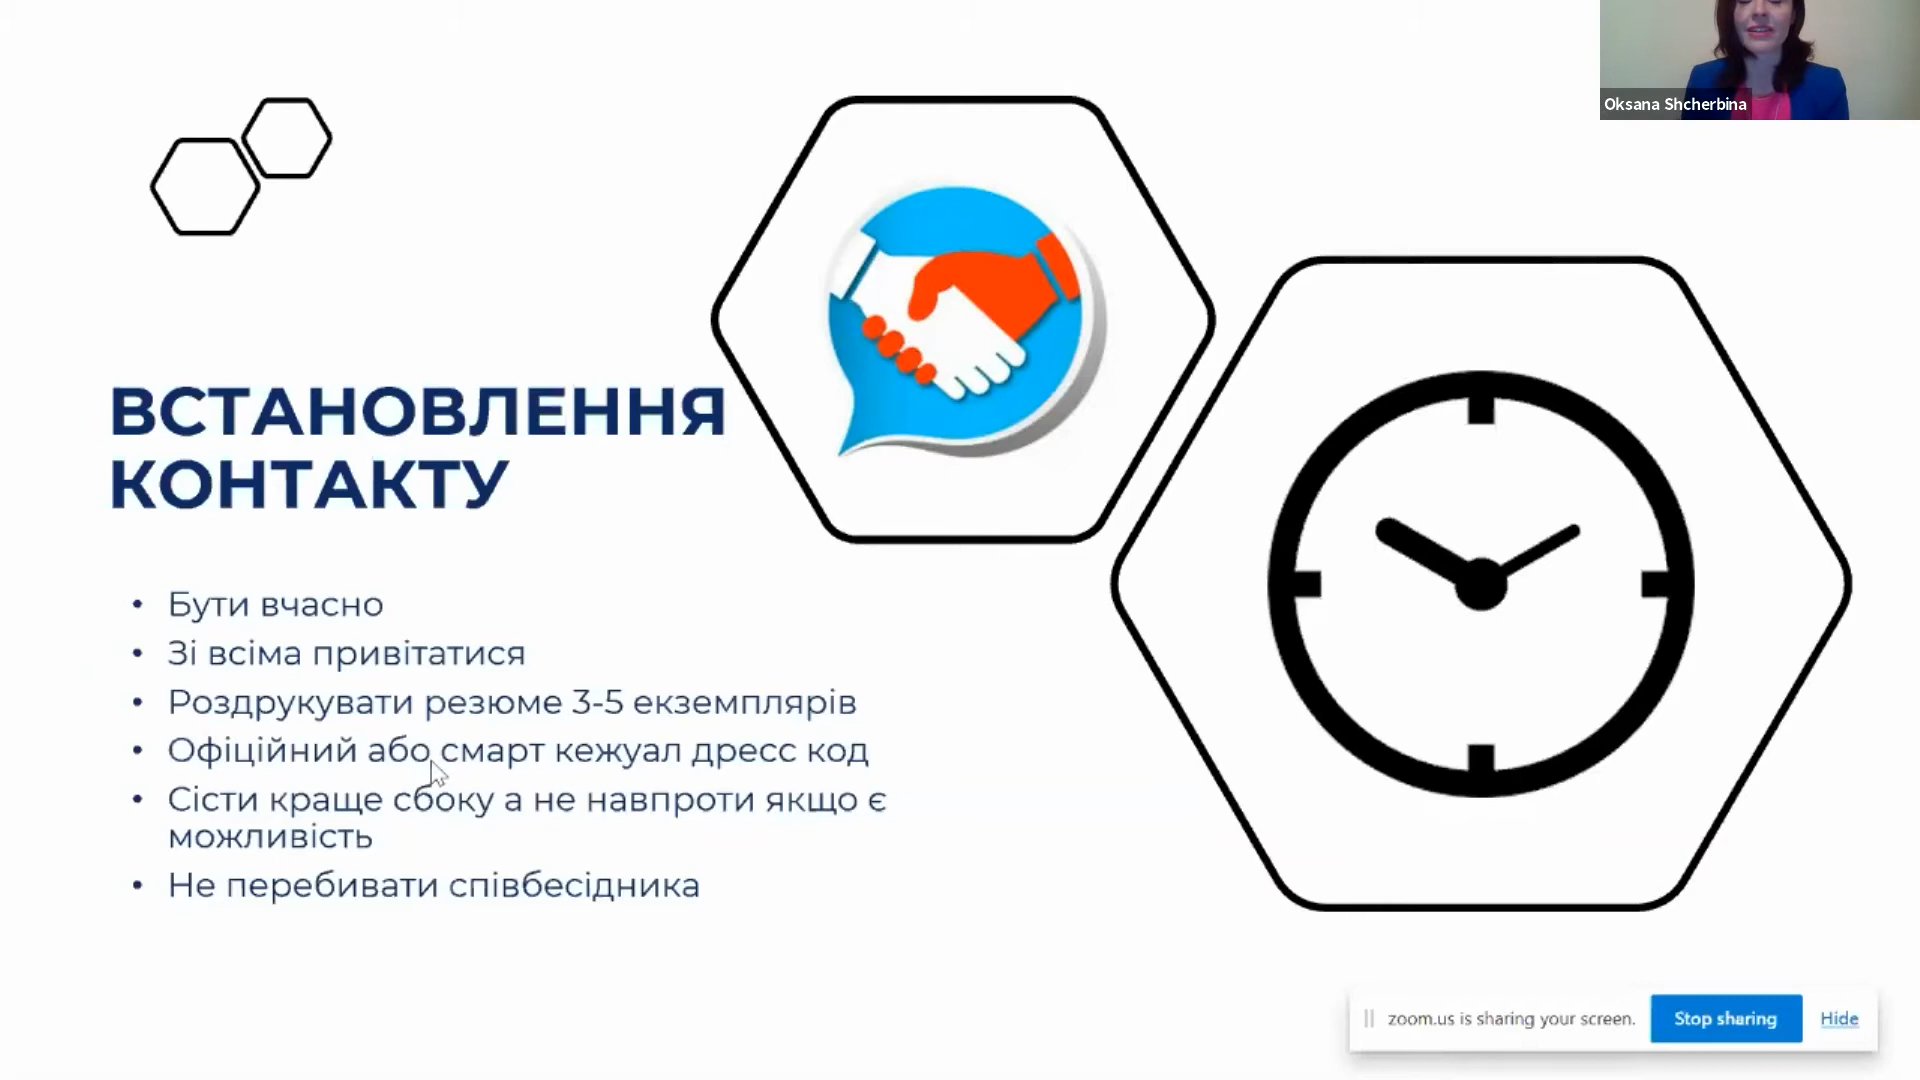 Oksana Shcherbina
ВСТАНОВЛЕННЯ
КОНТАКТУ
• Бути вчасно
• Зі всіма привітатися
• Роздрукувати резюме 3-5 екземплярів
• Офіційний або смарт кежуал дресс код
• Сісти краще сбоку а не навпроти якщо є
можливість
• Не перебивати співбесідника
zoom.us is sharing your screen.
Stop sharing
Hide